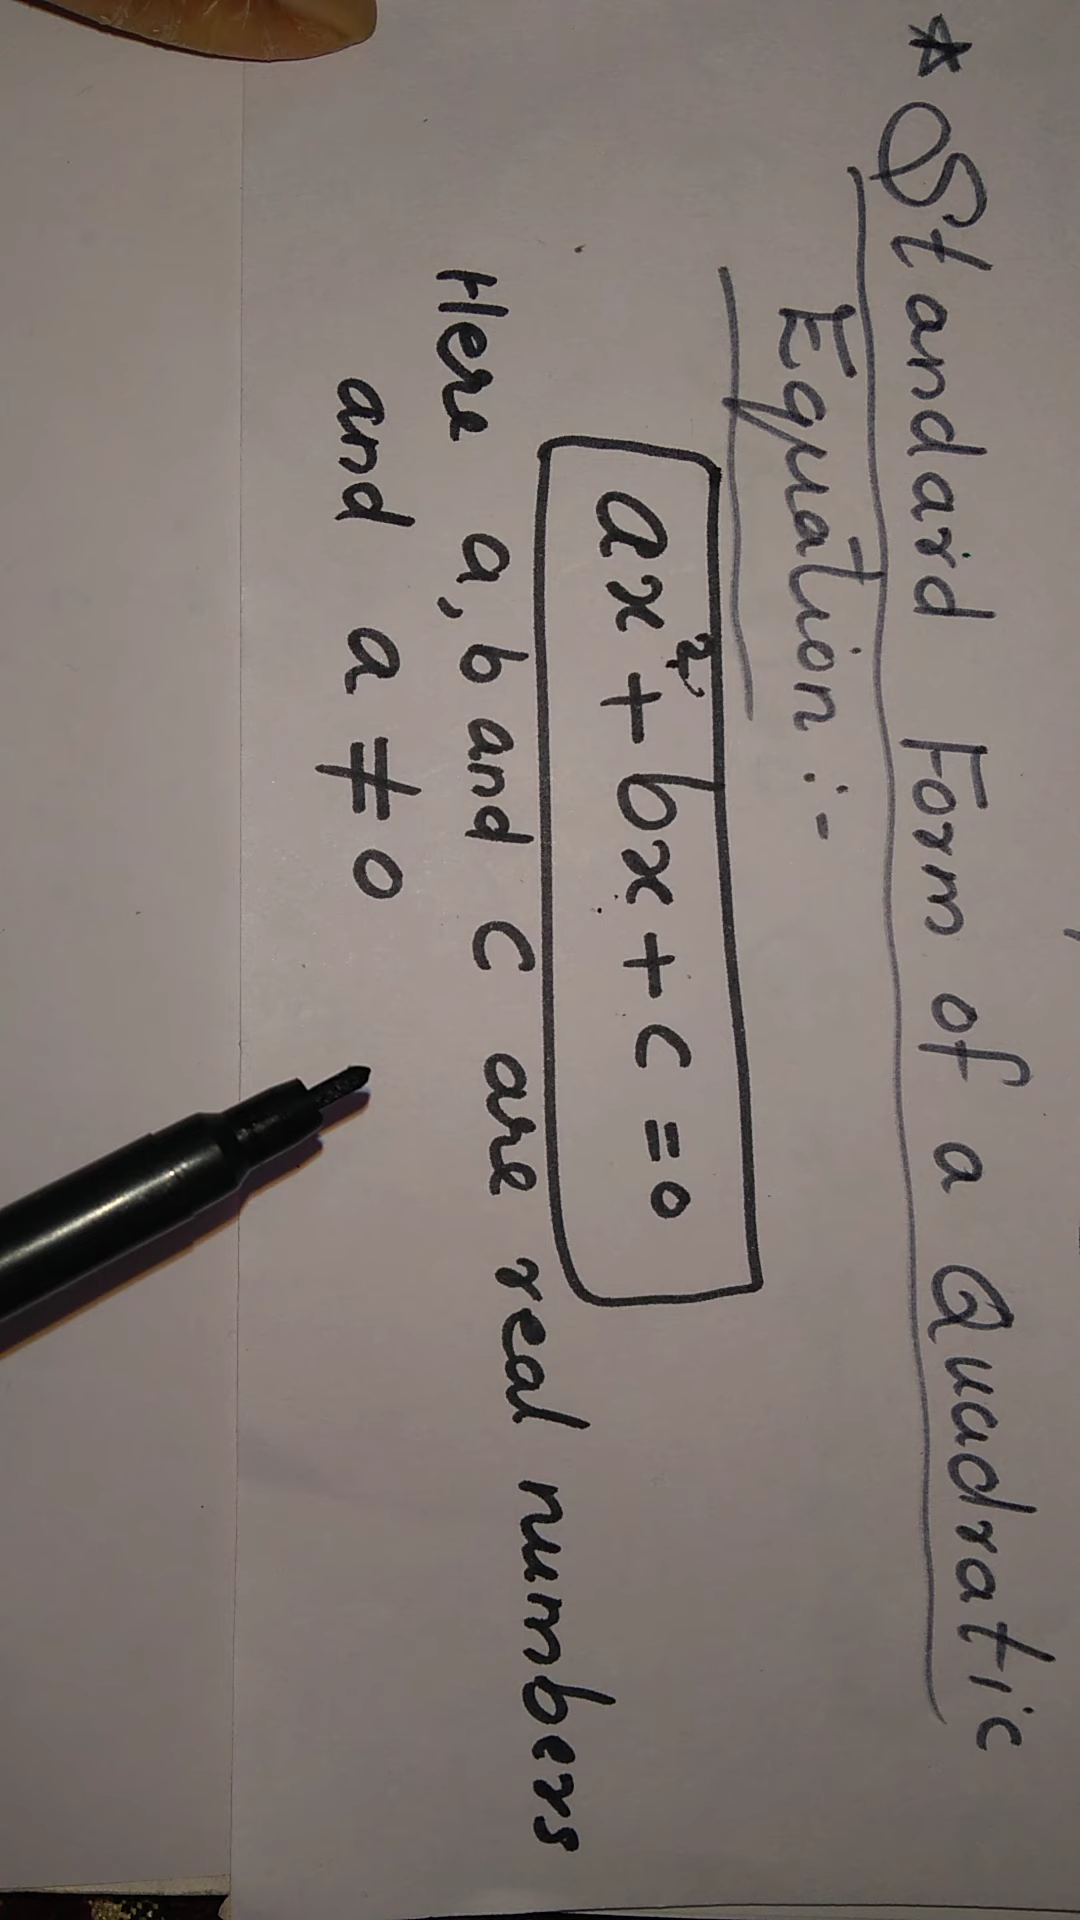 * Standard Form of a Quadratic
Equation :-
ax² + bx + c = 0
Here a, b and c are real numbers
and a ≠ 0